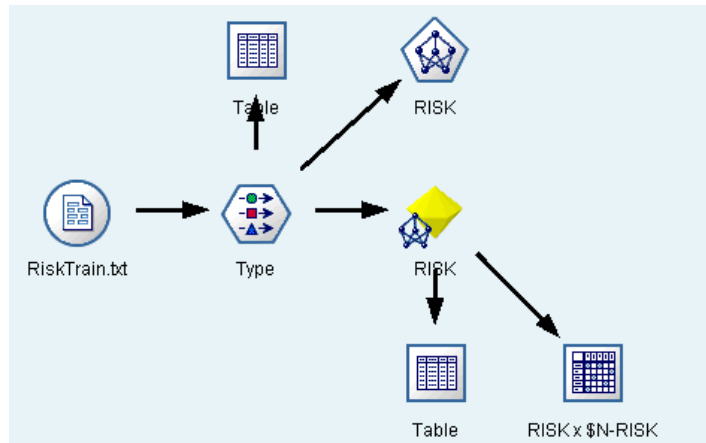 Table
RISK
RiskTrain.txt
Type
RISK
Table
RISK x $N-RISK